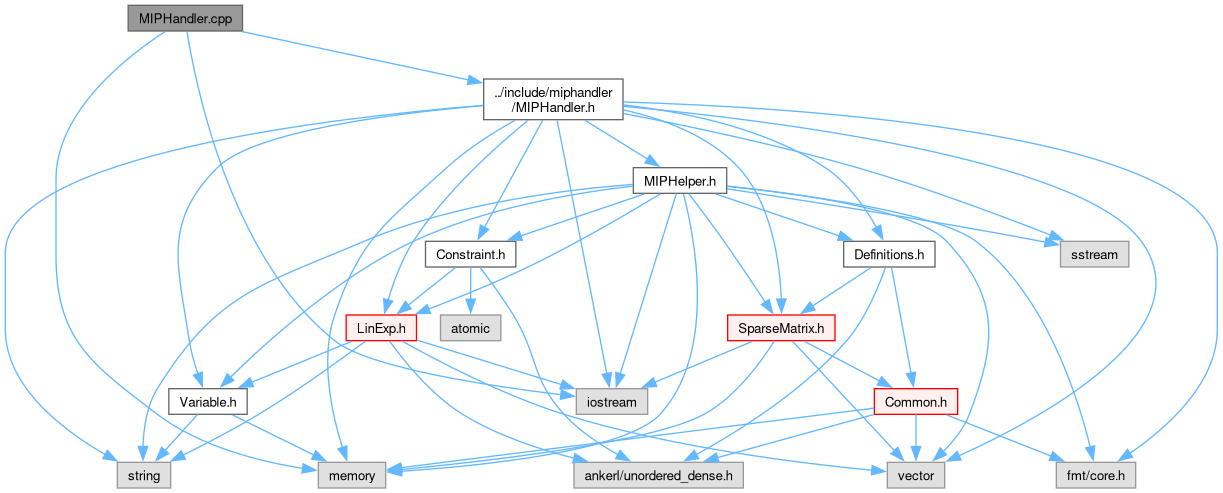 MIPHandler.cpp
../include/miphandler
/MIPHandler.h
MIPHelper.h
Constraint.h
Definitions.h
sstream
LinExp.h
atomic
SparseMatrix.h
Variable.h
iostream
Common.h
string
memory
ankerl/unordered_dense.h
vector
fmt/core.h